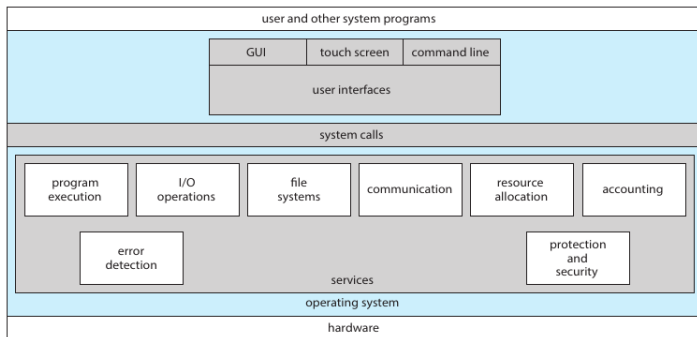 user and other system programs
GUI
touch screen
command line
user interfaces
system calls
program
execution
I/O
operations
file
systems
communication
resource
allocation
accounting
error
detection
protection
and
security
services
operating system
hardware